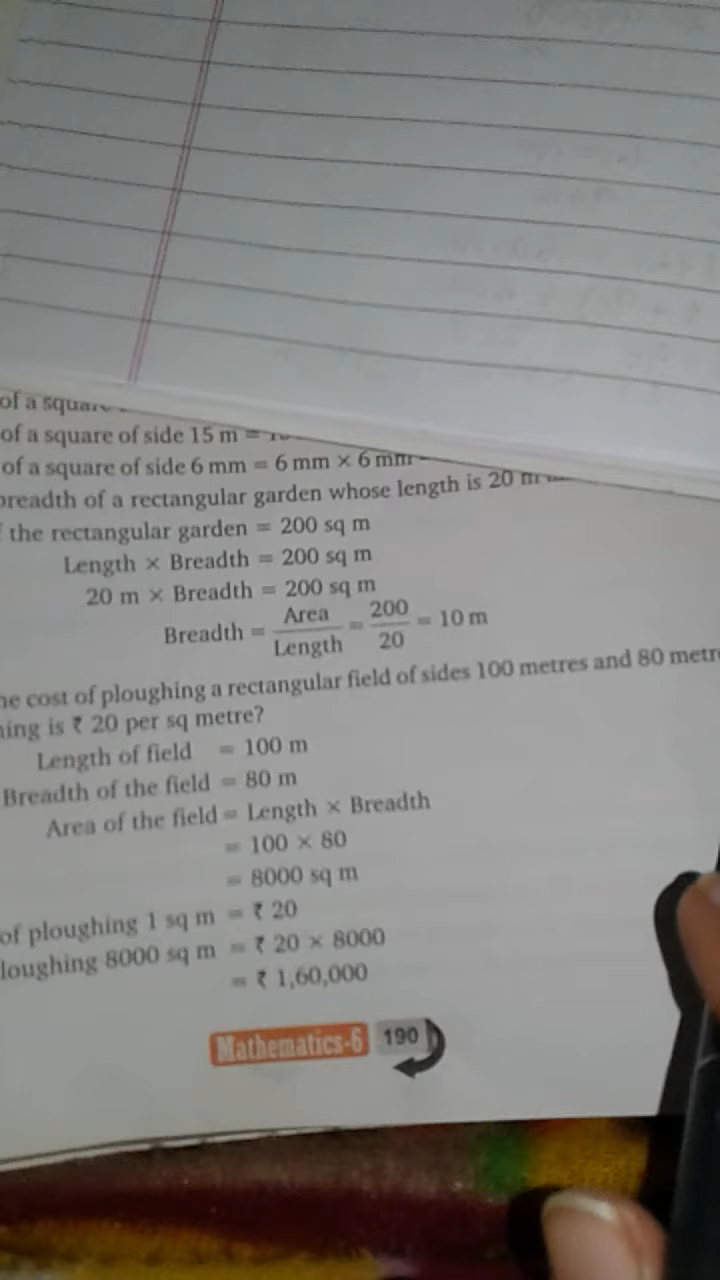 of a square
of a square of side 15 m =
of a square of side 6 mm = 6 mm × 6 mm
breadth of a rectangular garden whose length is 20 m
the rectangular garden = 200 sq m
Length × Breadth = 200 sq m
20 m × Breadth = 200 sq m
Breadth = Area/Length = 200/20 = 10 m
cost of ploughing a rectangular field of sides 100 metres and 80
is ₹ 20 per sq metre?
Length of field = 100 m
Breadth of the field = 80 m
Area of the field = Length × Breadth
= 100 × 80
= 8000 sq m
of ploughing 1 sq m = ₹ 20
loughing 8000 sq m = ₹ 20 × 8000
= ₹ 1,60,000
Mathematics-6 190